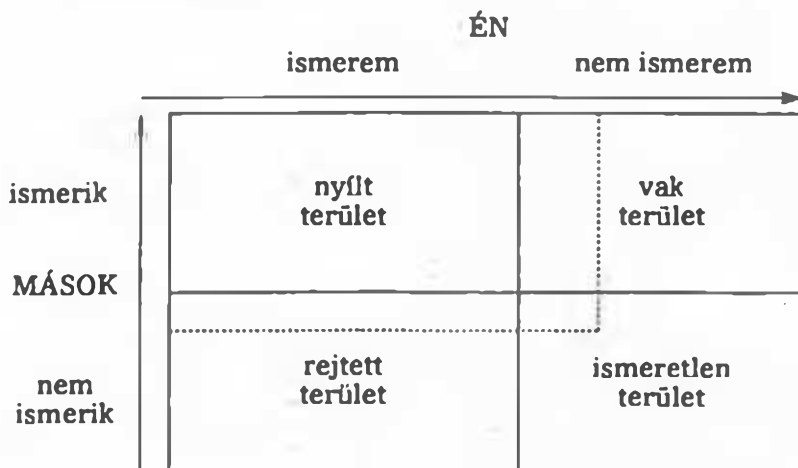 ÉN
ismerem nem ismerem
ismerik
nyílt
terület
vak
terület
MÁSOK
nem
ismerik
rejtett
terület
ismeretlen
terület